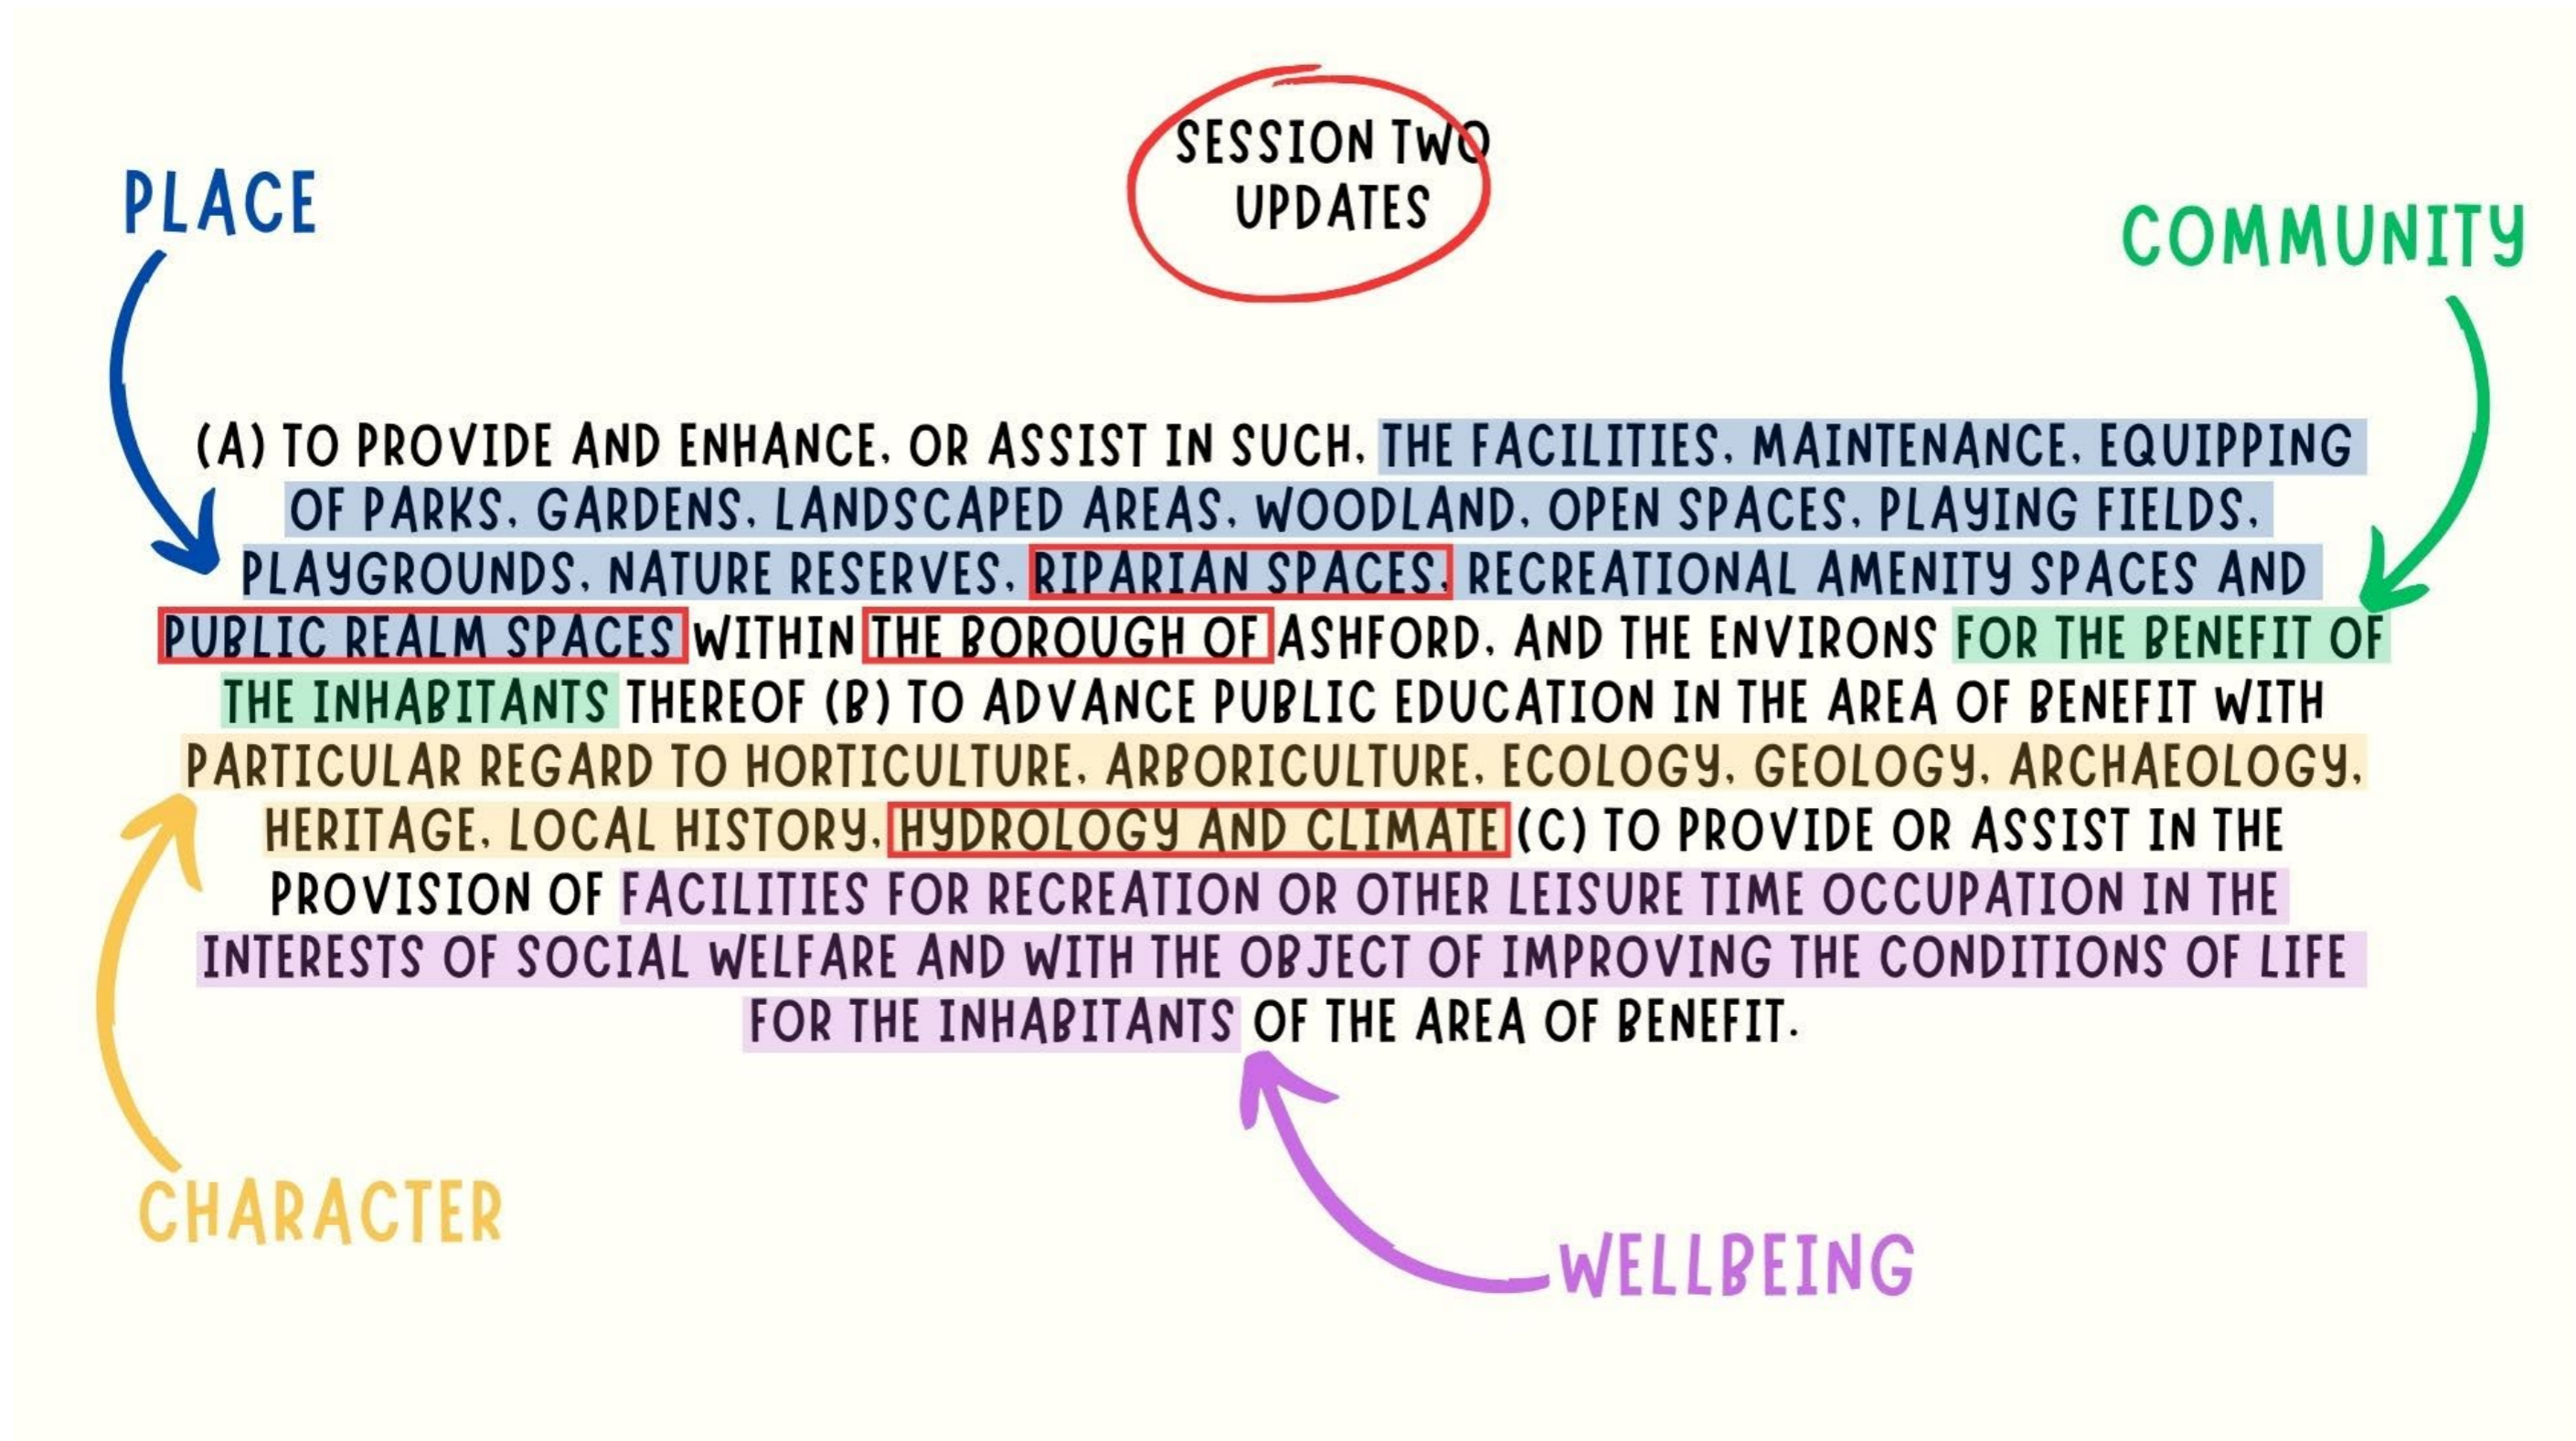 SESSION TWO
UPDATES
PLACE
COMMUNITY
(A) TO PROVIDE AND ENHANCE, OR ASSIST IN SUCH, THE FACILITIES, MAINTENANCE, EQUIPPING
OF PARKS, GARDENS, LANDSCAPED AREAS, WOODLAND, OPEN SPACES, PLAYING FIELDS,
PLAYGROUNDS, NATURE RESERVES, RIPARIAN SPACES, RECREATIONAL AMENITY SPACES AND
PUBLIC REALM SPACES WITHIN THE BOROUGH OF ASHFORD, AND THE ENVIRONS FOR THE BENEFIT OF
THE INHABITANTS THEREOF (B) TO ADVANCE PUBLIC EDUCATION IN THE AREA OF BENEFIT WITH
PARTICULAR REGARD TO HORTICULTURE, ARBORICULTURE, ECOLOGY, GEOLOGY, ARCHAEOLOGY,
HERITAGE, LOCAL HISTORY, HYDROLOGY AND CLIMATE (C) TO PROVIDE OR ASSIST IN THE
PROVISION OF FACILITIES FOR RECREATION OR OTHER LEISURE TIME OCCUPATION IN THE
INTERESTS OF SOCIAL WELFARE AND WITH THE OBJECT OF IMPROVING THE CONDITIONS OF LIFE
FOR THE INHABITANTS OF THE AREA OF BENEFIT.
CHARACTER
WELLBEING